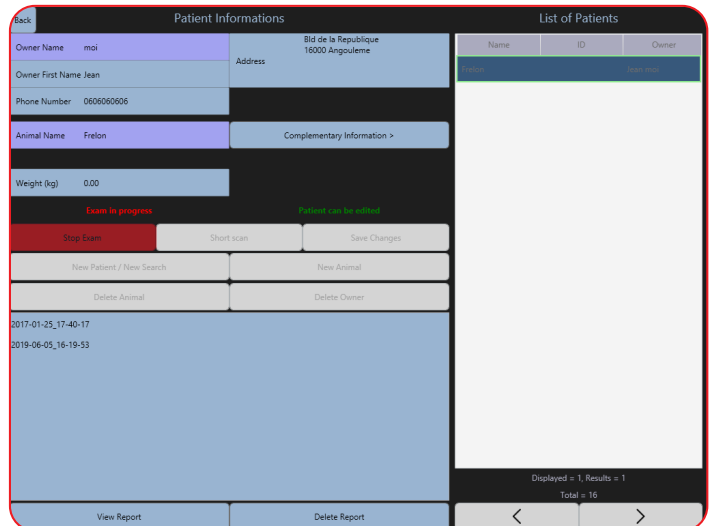 Back
Patient Informations
Owner Name moi
Address
Bld de la Republique
16000 Angouleme
Owner First Name Jean
Phone Number 0606060606
Animal Name Frelon
Complementary Information >
Weight (kg) 0.00
Exam in progress
Patient can be edited
Stop Exam
Short scan
Save Changes
New Patient / New Search
New Animal
Delete Animal
Delete Owner
2017-01-25_17-40-17
2019-06-05_16-19-53
View Report
Delete Report
List of Patients
Name ID Owner
Frelon Jean moi
Displayed = 1, Results = 1
Total = 16
< >